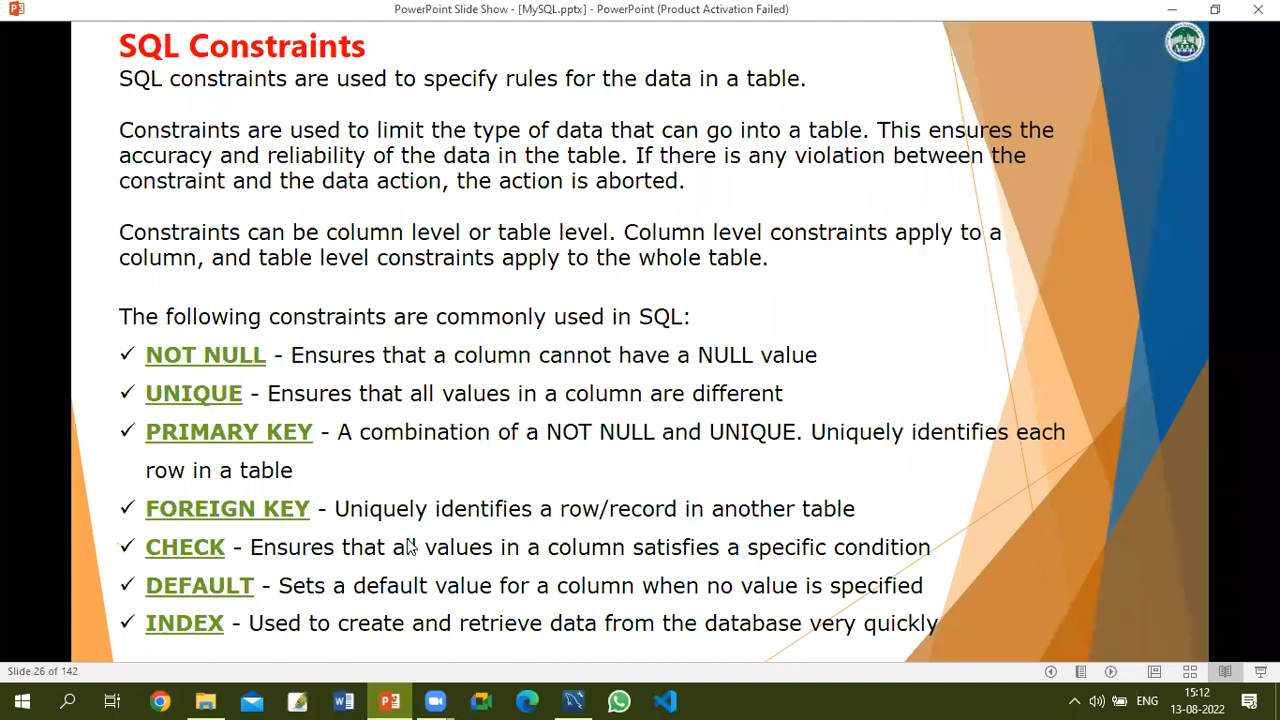 PowerPoint Slide Show - [MySQL.pptx] - PowerPoint (Product Activation Failed)
SQL Constraints
SQL constraints are used to specify rules for the data in a table.
Constraints are used to limit the type of data that can go into a table. This ensures the
accuracy and reliability of the data in the table. If there is any violation between the
constraint and the data action, the action is aborted.
Constraints can be column level or table level. Column level constraints apply to a
column, and table level constraints apply to the whole table.
The following constraints are commonly used in SQL:
✓ NOT NULL - Ensures that a column cannot have a NULL value
✓ UNIQUE - Ensures that all values in a column are different
✓ PRIMARY KEY - A combination of a NOT NULL and UNIQUE. Uniquely identifies each
row in a table
✓ FOREIGN KEY - Uniquely identifies a row/record in another table
✓ CHECK - Ensures that all values in a column satisfies a specific condition
✓ DEFAULT - Sets a default value for a column when no value is specified
✓ INDEX - Used to create and retrieve data from the database very quickly
Slide 26 of 142
ENG
15:12
13-08-2022